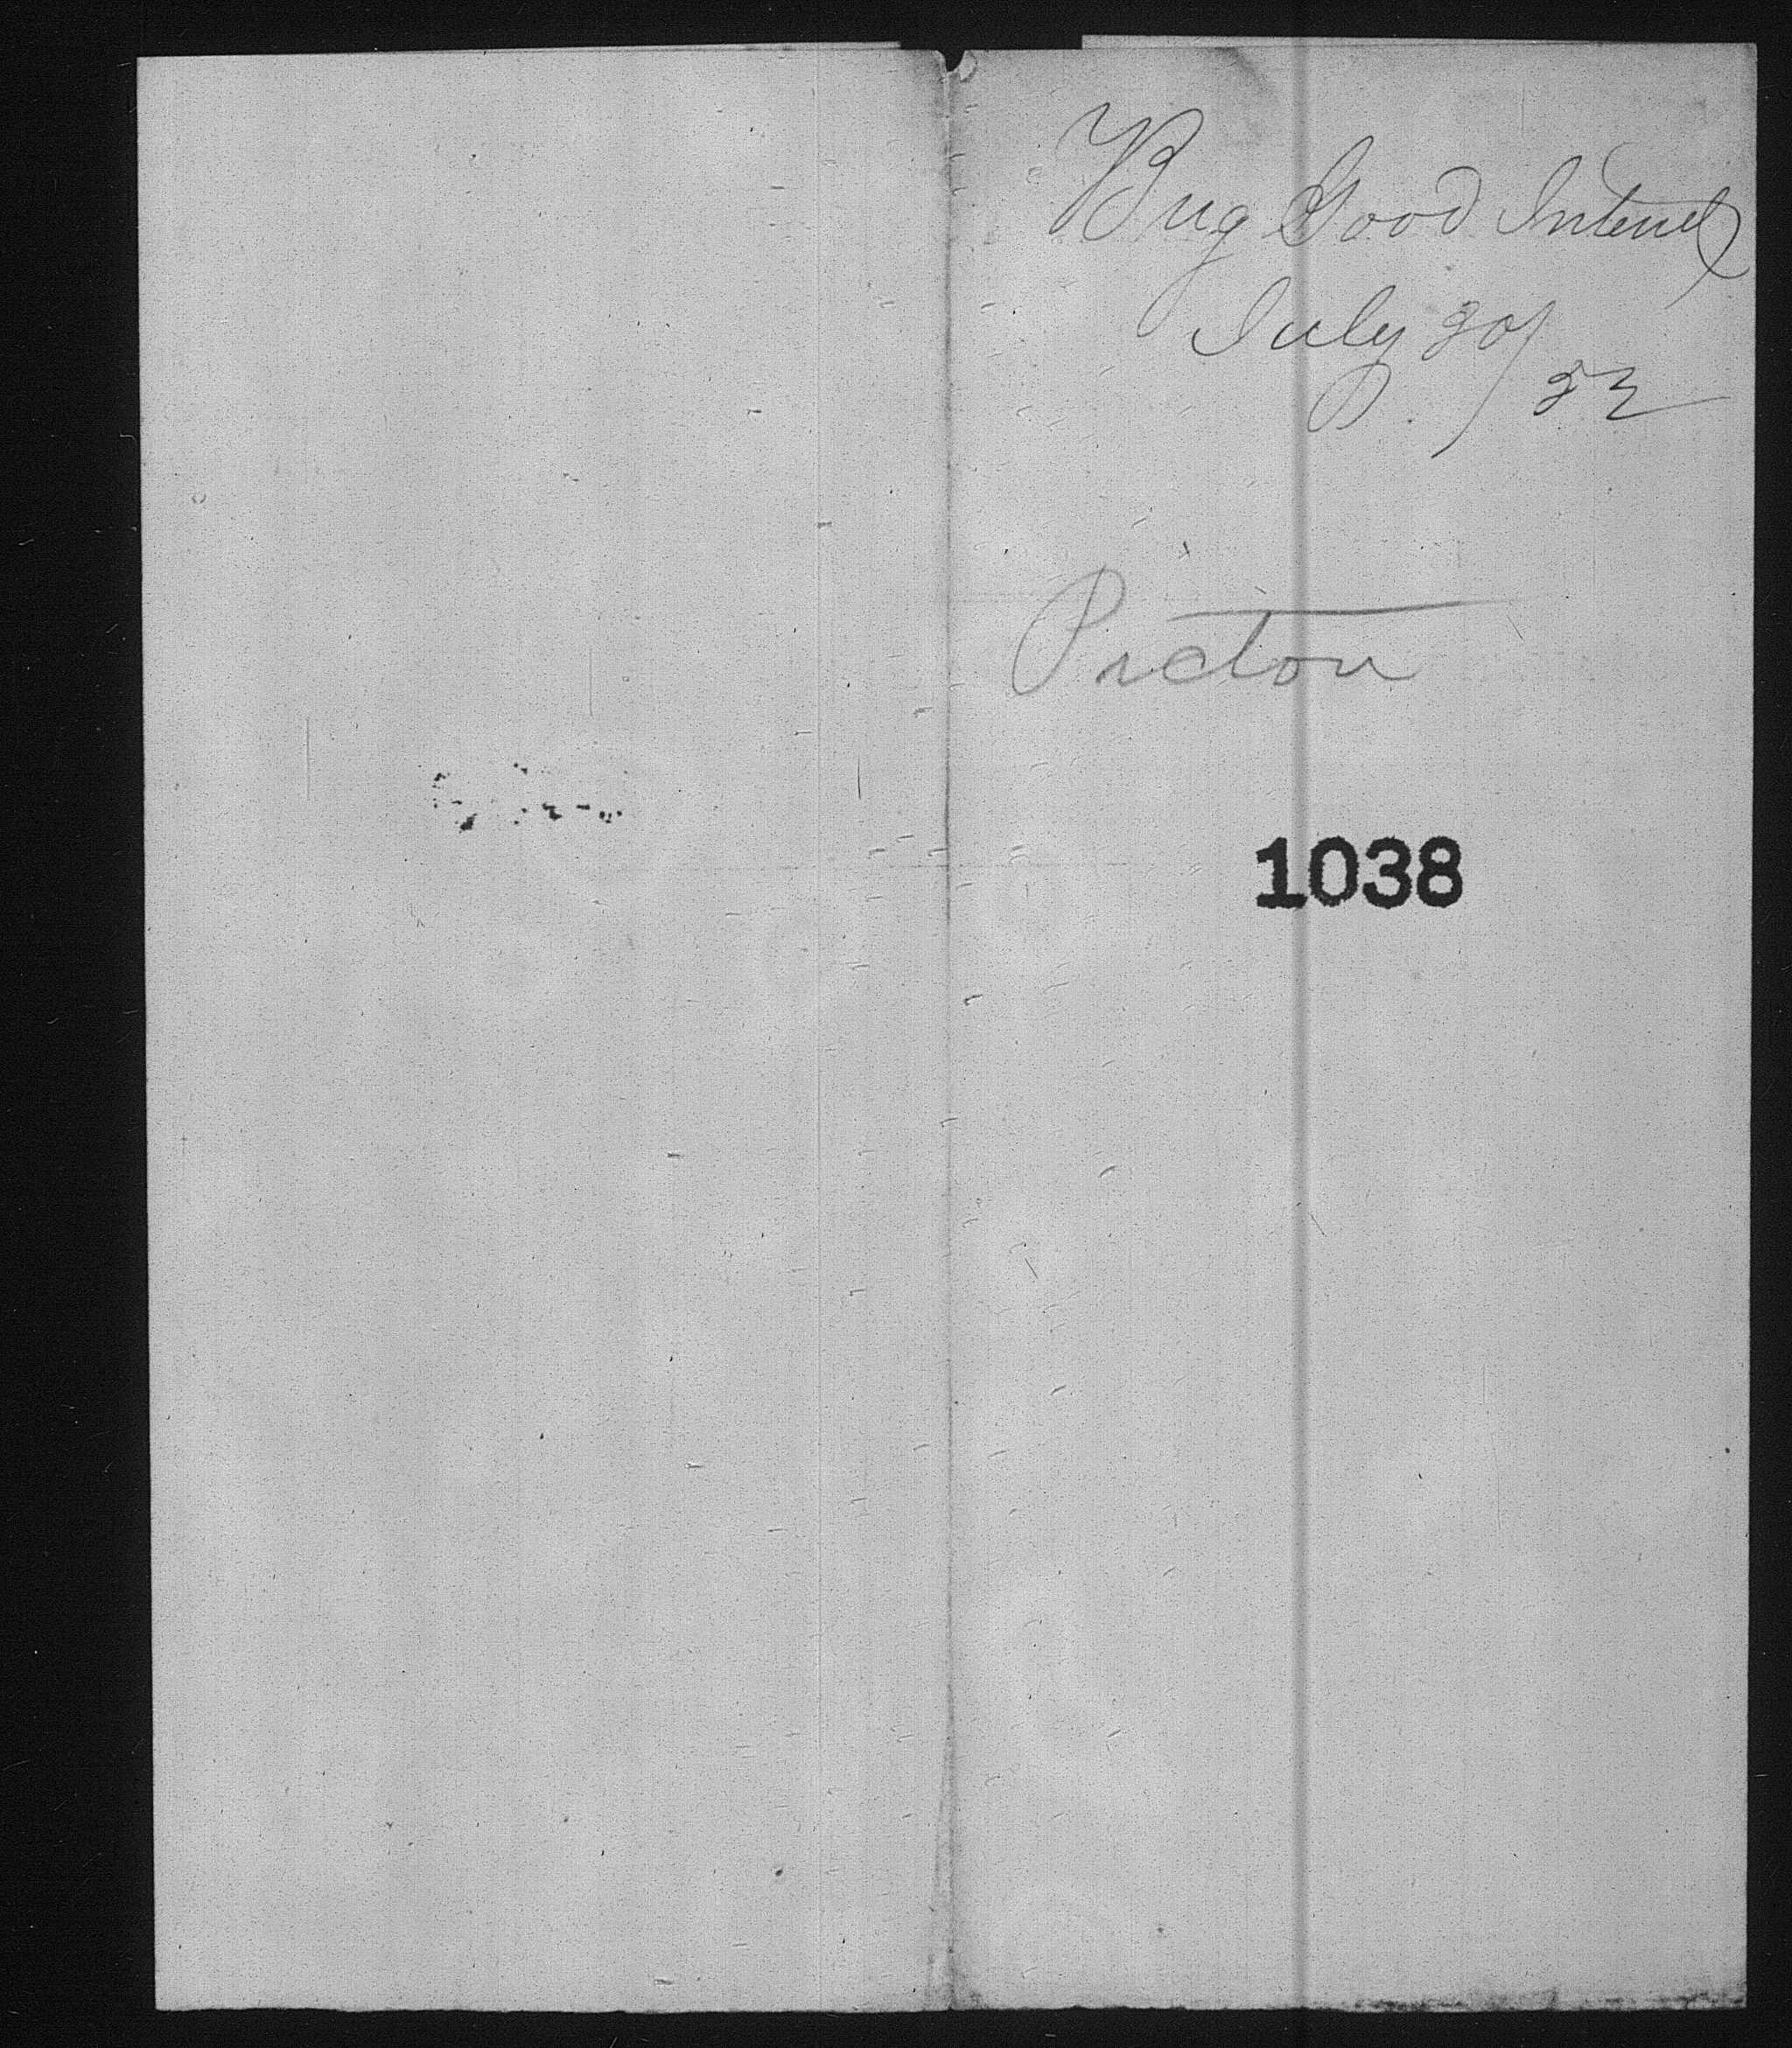 Brig Good Intent
July 30/
52
Pictou
1038